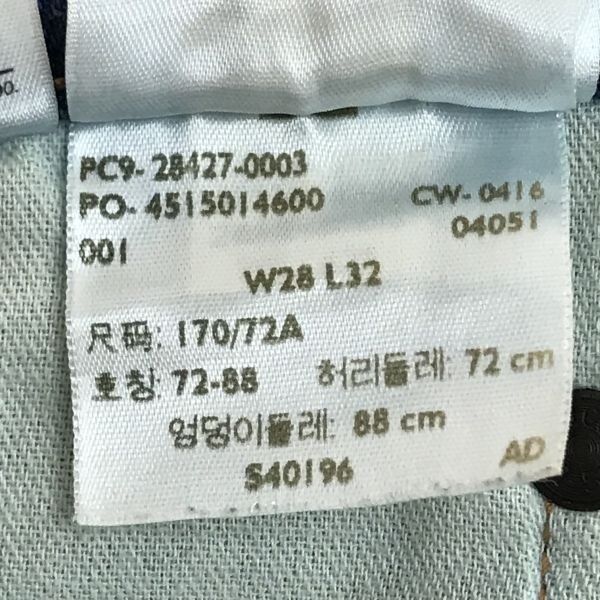 PC9- 28427-0003
PO- 4515014600 CW- 0416
001 04051
W28 L32
尺码: 170/72A
호칭: 72-88 허리둘레: 72 cm
엉덩이둘레: 88 cm
S40196 AD